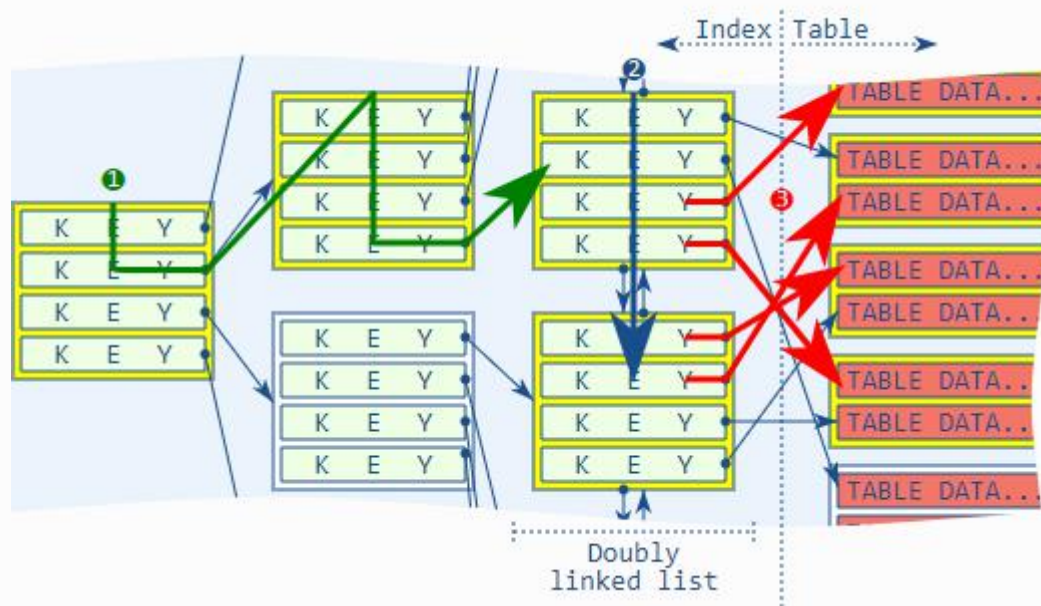 Index Table
❷
TABLE DATA...
K E Y
K E Y
TABLE DATA...
K E Y
K E Y
❶
K E Y
K E Y
❸
TABLE DATA...
K E Y
K E Y
K E Y
K E Y
TABLE DATA...
K E Y
K E Y
TABLE DATA...
K E Y
K E Y
K E Y
K E Y
K E Y
TABLE DATA..
K E Y
K E Y
TABLE DATA..
K E Y
K E Y
TABLE DATA...
Doubly
linked list